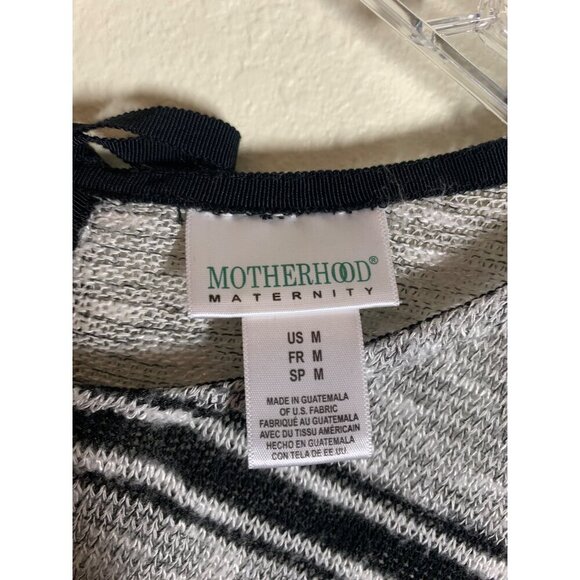 MOTHERHOOD®
MATERNITY
US M
FR M
SP M
MADE IN GUATEMALA
OF U.S. FABRIC
FABRIQUÉ AU GUATEMALA
AVEC DU TISSU AMÉRICAIN
HECHO EN GUATEMALA
CON TELA DE EE UU.